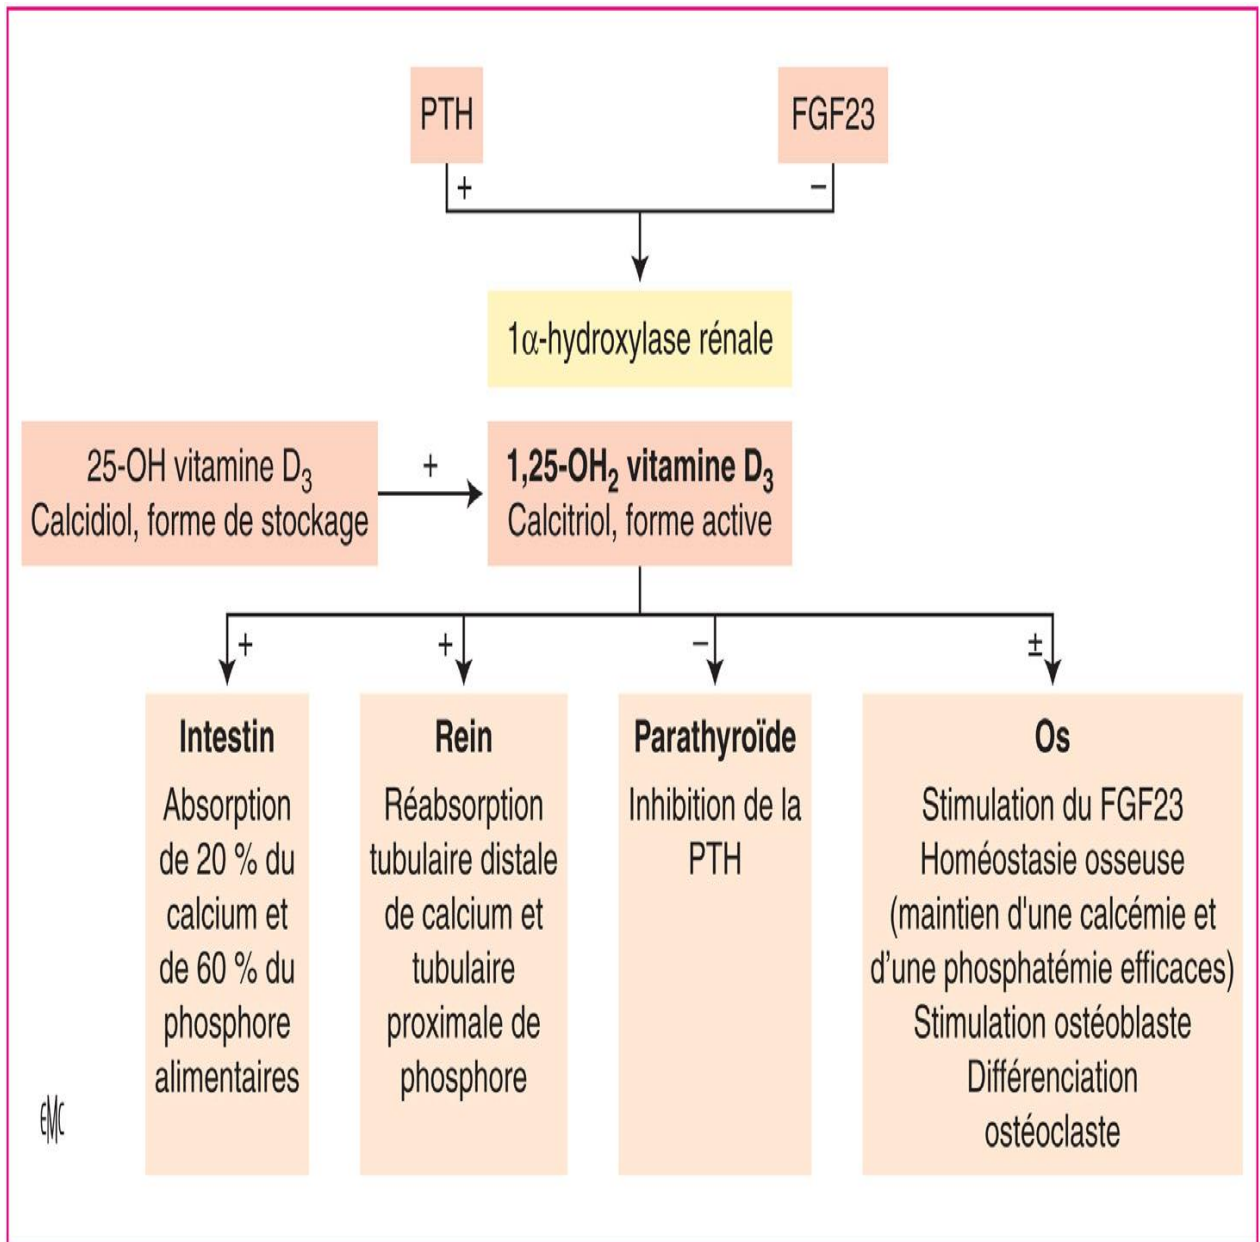 PTH
FGF23
+
–
1α-hydroxylase rénale
25-OH vitamine D₃
Calcidiol, forme de stockage
+
1,25-OH₂ vitamine D₃
Calcitriol, forme active
+
+
–
±
Intestin
Absorption
de 20 % du
calcium et
de 60 % du
phosphore
alimentaires
Rein
Réabsorption
tubulaire distale
de calcium et
tubulaire
proximale de
phosphore
Parathyroïde
Inhibition de la
PTH
Os
Stimulation du FGF23
Homéostasie osseuse
(maintien d'une calcémie et
d’une phosphatémie efficaces)
Stimulation ostéoblaste
Différenciation
ostéoclaste
EMC